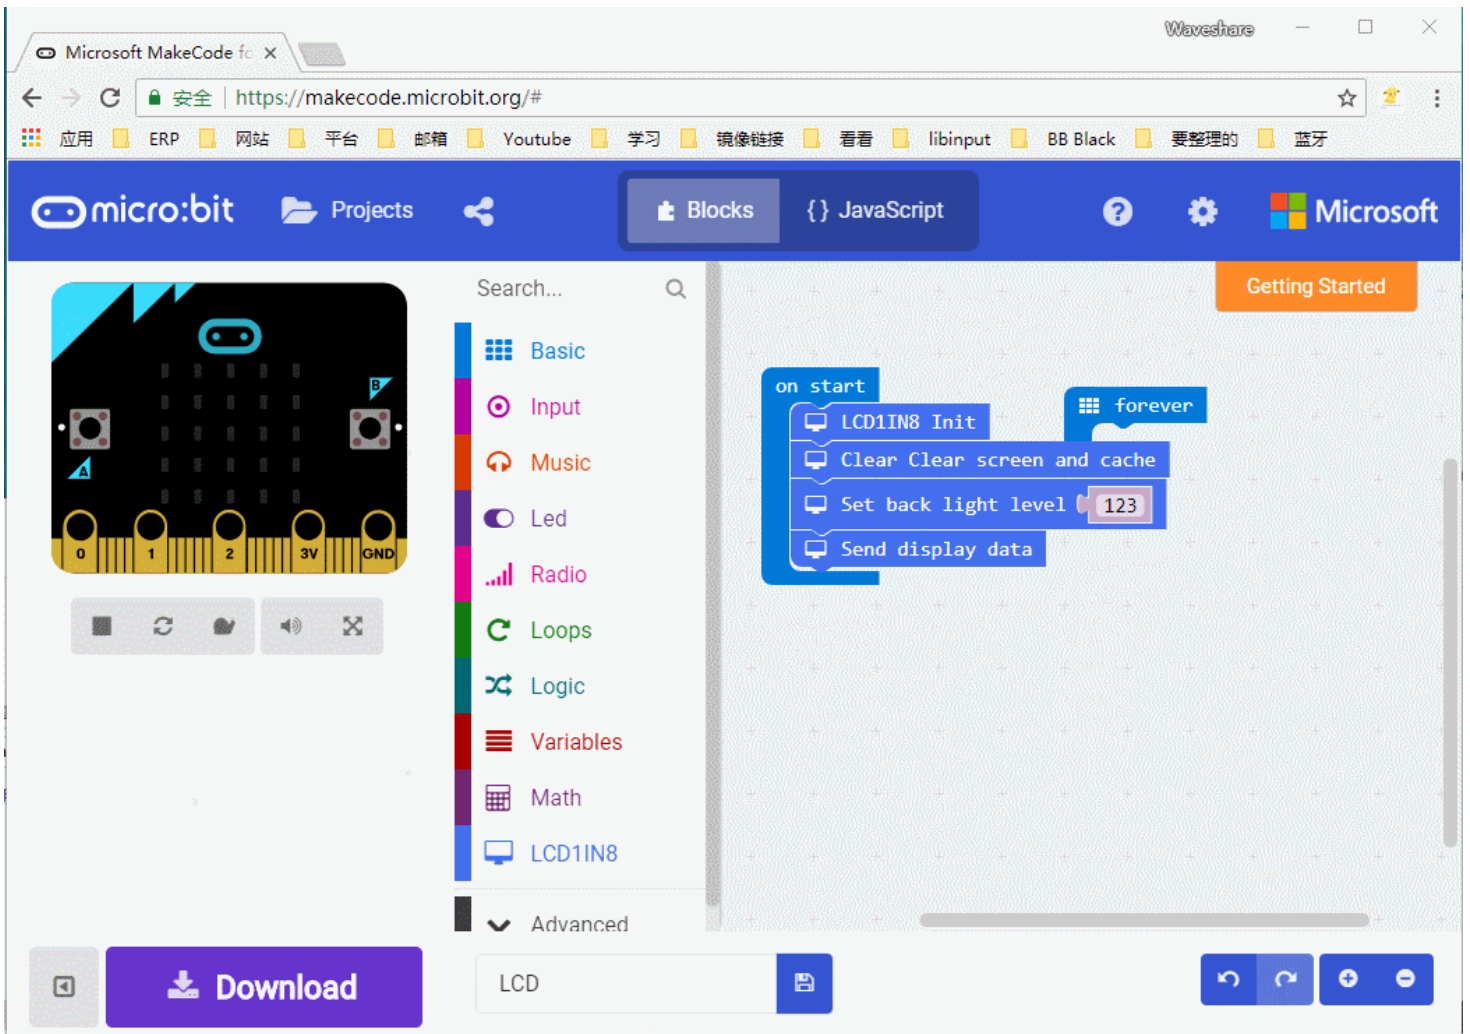 Waveshare
Microsoft MakeCode fo
安全 | https://makecode.microbit.org/#
应用 ERP 网站 平台 邮箱 Youtube 学习 镜像链接 看看 libinput BB Black 要整理的 蓝牙
micro:bit Projects Blocks {} JavaScript ? Microsoft
Search...
Getting Started
Basic
Input
Music
Led
Radio
Loops
Logic
Variables
Math
LCD1IN8
Advanced
B
A
0 1 2 3V GND
on start
LCD1IN8 Init
Clear Clear screen and cache
Set back light level 123
Send display data
forever
Download
LCD